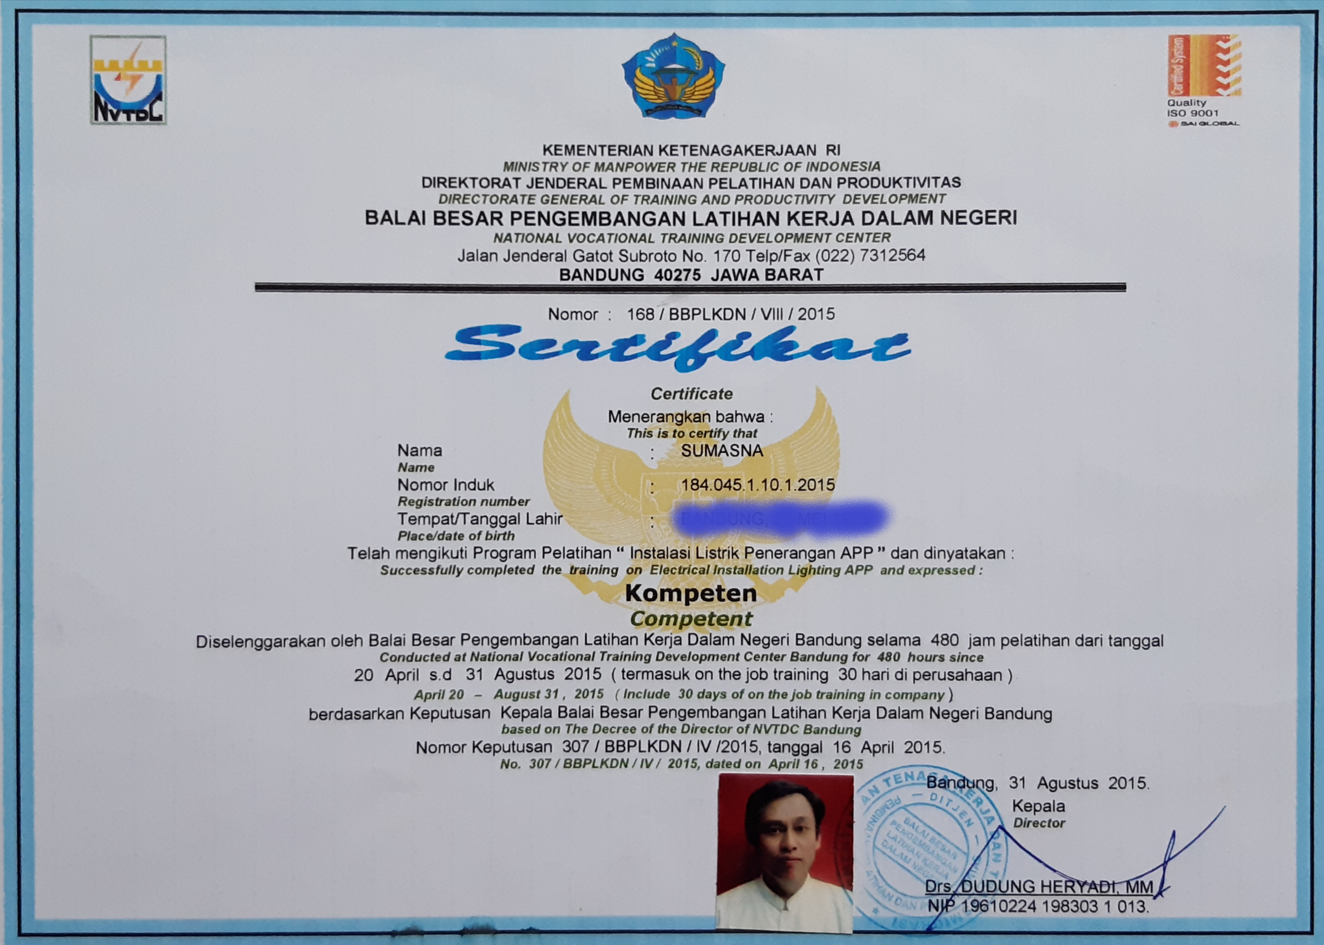 NVTDC
Certified System
Quality
ISO 9001
SAI GLOBAL
KEMENTERIAN KETENAGAKERJAAN RI
MINISTRY OF MANPOWER THE REPUBLIC OF INDONESIA
DIREKTORAT JENDERAL PEMBINAAN PELATIHAN DAN PRODUKTIVITAS
DIRECTORATE GENERAL OF TRAINING AND PRODUCTIVITY DEVELOPMENT
BALAI BESAR PENGEMBANGAN LATIHAN KERJA DALAM NEGERI
NATIONAL VOCATIONAL TRAINING DEVELOPMENT CENTER
Jalan Jenderal Gatot Subroto No. 170 Telp/Fax (022) 7312564
BANDUNG 40275 JAWA BARAT
Nomor : 168 / BBPLKDN / VIII / 2015
Sertifikat
Certificate
Menerangkan bahwa :
This is to certify that
Nama : SUMASNA
Name
Nomor Induk : 184.045.1.10.1.2015
Registration number
Tempat/Tanggal Lahir : BANDUNG,
Place/date of birth
Telah mengikuti Program Pelatihan “ Instalasi Listrik Penerangan APP ” dan dinyatakan :
Successfully completed the training on Electrical Installation Lighting APP and expressed :
Kompeten
Competent
Diselenggarakan oleh Balai Besar Pengembangan Latihan Kerja Dalam Negeri Bandung selama 480 jam pelatihan dari tanggal
Conducted at National Vocational Training Development Center Bandung for 480 hours since
20 April s.d 31 Agustus 2015 ( termasuk on the job training 30 hari di perusahaan )
April 20 – August 31 , 2015 ( Include 30 days of on the job training in company )
berdasarkan Keputusan Kepala Balai Besar Pengembangan Latihan Kerja Dalam Negeri Bandung
based on The Decree of the Director of NVTDC Bandung
Nomor Keputusan 307 / BBPLKDN / IV /2015, tanggal 16 April 2015.
No. 307 / BBPLKDN / IV / 2015, dated on April 16 , 2015
Bandung, 31 Agustus 2015.
Kepala
Director
Drs. DUDUNG HERYADI, MM
NIP 19610224 198303 1 013.
AN TENAGA KERJA DAN T
DITJEN
BALAI BESAR
PENGEMBANGAN
LATIHAN KERJA
DALAM NEGERI